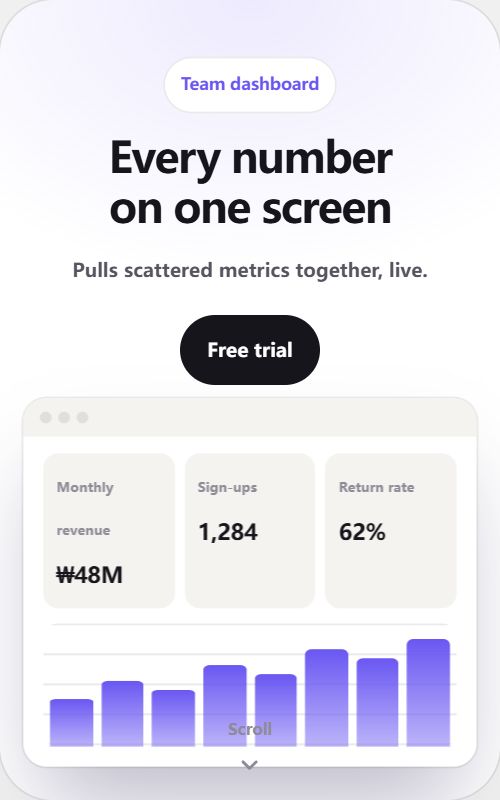 Team dashboard
Every number
on one screen
Pulls scattered metrics together, live.
Free trial
Monthly
revenue
₩48M
Sign-ups
1,284
Return rate
62%
Scroll